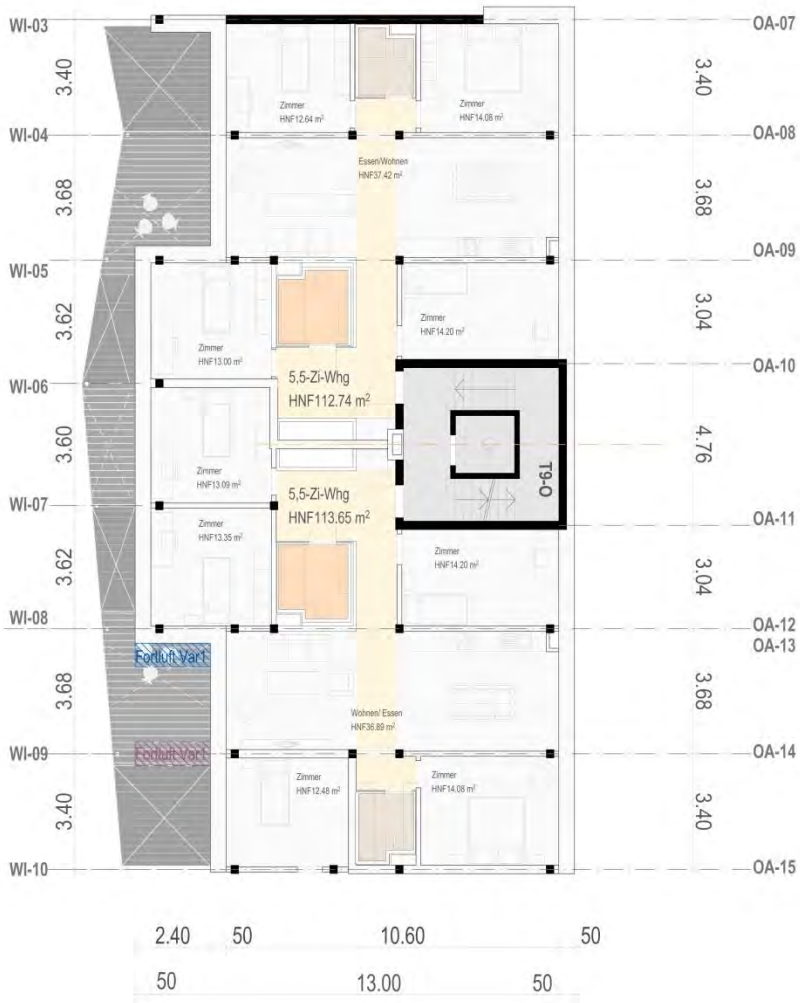 WI-03
OA-07
3.40
3.40
Zimmer
HNF12.64 m²
Zimmer
HNF14.08 m²
WI-04
OA-08
Essen/Wohnen
HNF37.42 m²
3.68
3.68
WI-05
OA-09
3.62
3.04
Zimmer
HNF14.20 m²
Zimmer
HNF13.00 m²
OA-10
WI-06
5,5-Zi-Whg
HNF112.74 m²
3.60
4.76
Zimmer
HNF13.09 m²
T9-O
5,5-Zi-Whg
HNF113.65 m²
WI-07
OA-11
Zimmer
HNF13.35 m²
3.62
3.04
Zimmer
HNF14.20 m²
WI-08
OA-12
OA-13
Fortluft Var1
3.68
3.68
Wohnen/ Essen
HNF36.89 m²
WI-09
Fortluft Var1
OA-14
Zimmer
HNF12.48 m²
Zimmer
HNF14.08 m²
3.40
3.40
WI-10
OA-15
2.40 50 10.60 50
50 13.00 50